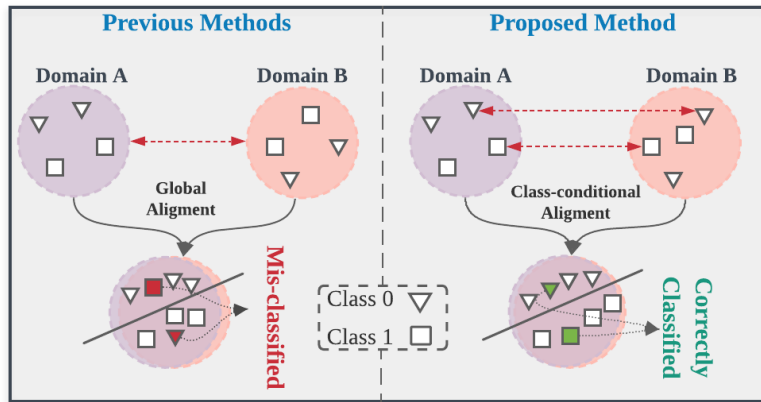 Previous Methods
Domain A
Domain B
Global
Aligment
Mis-classified
Proposed Method
Domain A
Domain B
Class-conditional
Aligment
Correctly
Classified
Class 0
Class 1